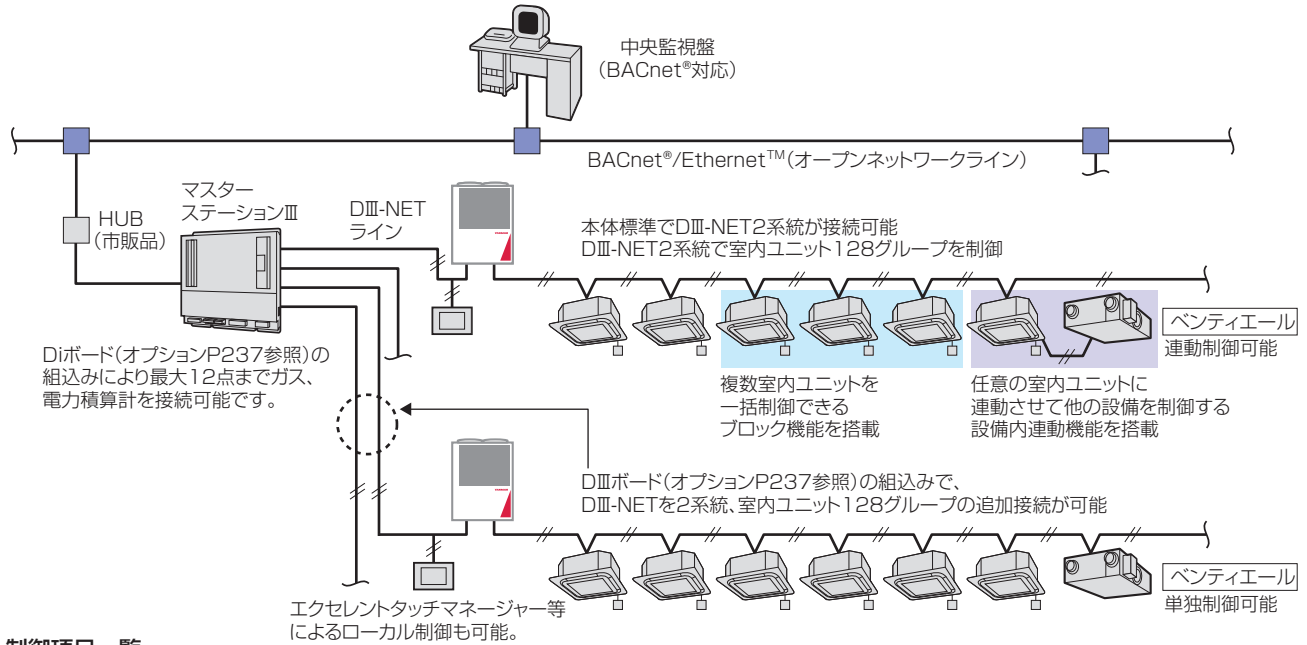 中央監視盤
(BACnet®対応)
BACnet®/Ethernet™(オープンネットワークライン)
HUB
(市販品)
マスター
ステーションⅢ
DⅢ-NET
ライン
本体標準でDⅢ-NET2系統が接続可能
DⅢ-NET2系統で室内ユニット128グループを制御
ベンティエール
連動制御可能
Diボード(オプションP237参照)の
組込みにより最大12点までガス、
電力積算計を接続可能です。
複数室内ユニットを
一括制御できる
ブロック機能を搭載
任意の室内ユニットに
連動させて他の設備を制御する
設備内連動機能を搭載
DⅢボード(オプションP237参照)の組込みで、
DⅢ-NETを2系統、室内ユニット128グループの追加接続が可能
ベンティエール
単独制御可能
エクセレントタッチマネージャー等
によるローカル制御も可能。